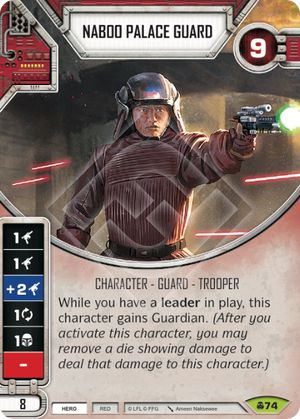 NABOO PALACE GUARD
9
1
1
+2
1
1
-
8
CHARACTER - GUARD - TROOPER
While you have a leader in play, this
character gains Guardian. (After you
activate this character, you may
remove a die showing damage to
deal that damage to this character.)
HERO
RED
© LFL © FFG
Ameen Naksewee
74